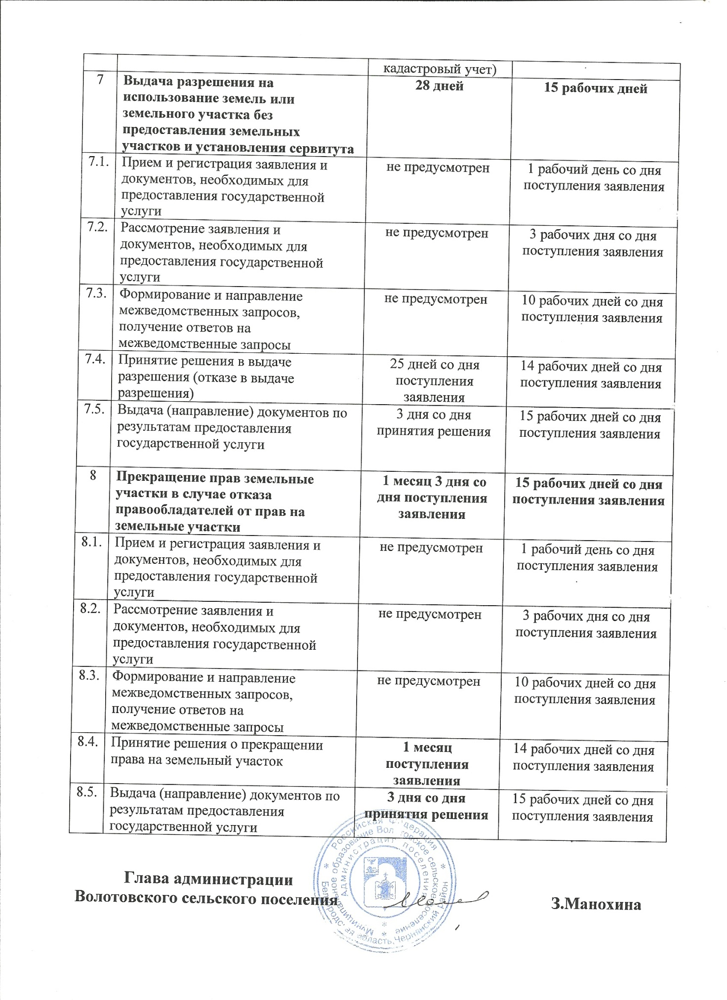 кадастровый учет)
7
Выдача разрешения на
использование земель или
земельного участка без
предоставления земельных
участков и установления сервитута
28 дней
15 рабочих дней
7.1.
Прием и регистрация заявления и
документов, необходимых для
предоставления государственной
услуги
не предусмотрен
1 рабочий день со дня
поступления заявления
7.2.
Рассмотрение заявления и
документов, необходимых для
предоставления государственной
услуги
не предусмотрен
3 рабочих дня со дня
поступления заявления
7.3.
Формирование и направление
межведомственных запросов,
получение ответов на
межведомственные запросы
не предусмотрен
10 рабочих дней со дня
поступления заявления
7.4.
Принятие решения в выдаче
разрешения (отказе в выдаче
разрешения)
25 дней со дня
поступления
заявления
14 рабочих дней со дня
поступления заявления
7.5.
Выдача (направление) документов по
результатам предоставления
государственной услуги
3 дня со дня
принятия решения
15 рабочих дней со дня
поступления заявления
8
Прекращение прав земельные
участки в случае отказа
правообладателей от прав на
земельные участки
1 месяц 3 дня со
дня поступления
заявления
15 рабочих дней со дня
поступления заявления
8.1.
Прием и регистрация заявления и
документов, необходимых для
предоставления государственной
услуги
не предусмотрен
1 рабочий день со дня
поступления заявления
8.2.
Рассмотрение заявления и
документов, необходимых для
предоставления государственной
услуги
не предусмотрен
3 рабочих дня со дня
поступления заявления
8.3.
Формирование и направление
межведомственных запросов,
получение ответов на
межведомственные запросы
не предусмотрен
10 рабочих дней со дня
поступления заявления
8.4.
Принятие решения о прекращении
права на земельный участок
1 месяц
поступления
заявления
14 рабочих дней со дня
поступления заявления
8.5.
Выдача (направление) документов по
результатам предоставления
государственной услуги
3 дня со дня
принятия решения
15 рабочих дней со дня
поступления заявления
Российская Федерация
Белгородская область, Чернянский район
Муниципальное образование Волотовское сельское поселение
Администрация поселения
Глава администрации
Волотовского сельского поселения
З.Манохина